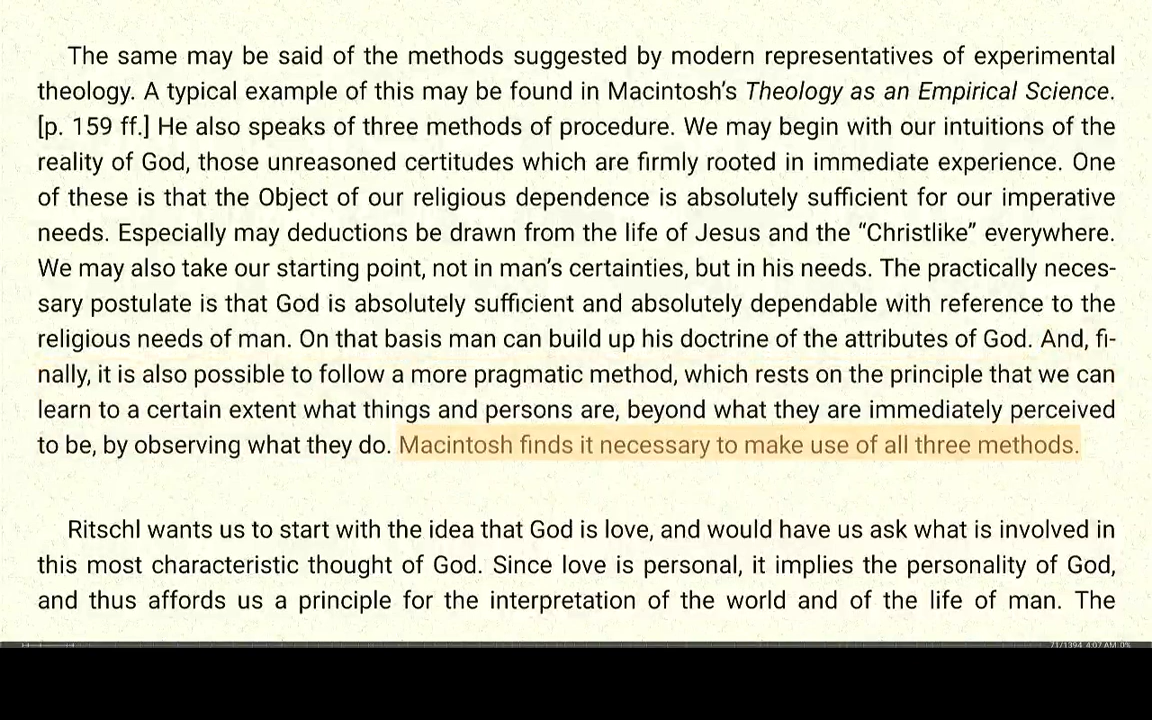 The same may be said of the methods suggested by modern representatives of experimental
theology. A typical example of this may be found in Macintosh’s Theology as an Empirical Science.
[p. 159 ff.] He also speaks of three methods of procedure. We may begin with our intuitions of the
reality of God, those unreasoned certitudes which are firmly rooted in immediate experience. One
of these is that the Object of our religious dependence is absolutely sufficient for our imperative
needs. Especially may deductions be drawn from the life of Jesus and the “Christlike” everywhere.
We may also take our starting point, not in man’s certainties, but in his needs. The practically neces-
sary postulate is that God is absolutely sufficient and absolutely dependable with reference to the
religious needs of man. On that basis man can build up his doctrine of the attributes of God. And, fi-
nally, it is also possible to follow a more pragmatic method, which rests on the principle that we can
learn to a certain extent what things and persons are, beyond what they are immediately perceived
to be, by observing what they do. Macintosh finds it necessary to make use of all three methods.
Ritschl wants us to start with the idea that God is love, and would have us ask what is involved in
this most characteristic thought of God. Since love is personal, it implies the personality of God,
and thus affords us a principle for the interpretation of the world and of the life of man. The
71/1394 4:07 AM 0%